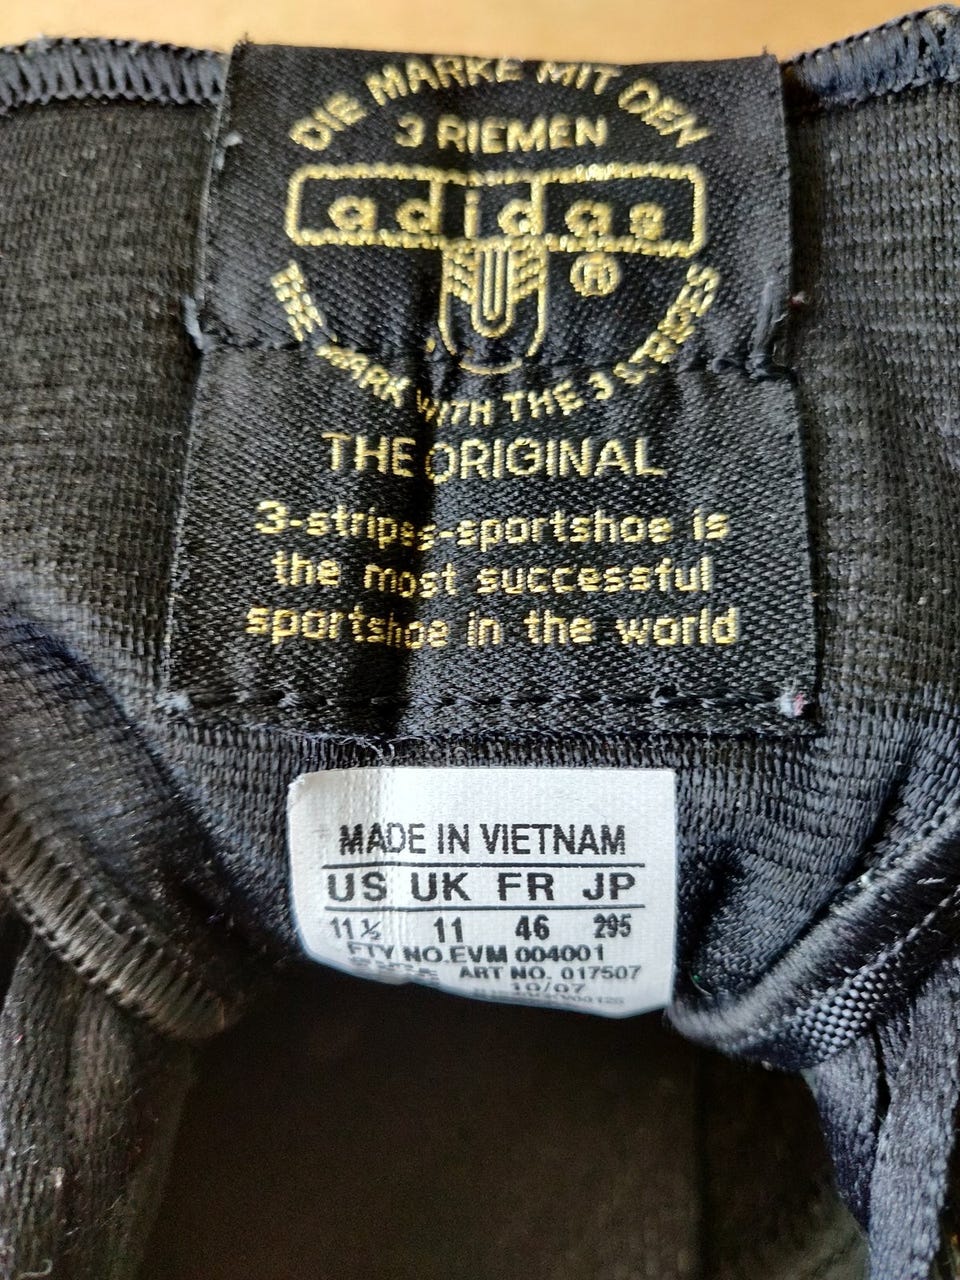 DIE MARKE MIT DEN
3 RIEMEN
adidas
®
THE MARK WITH THE 3 STRIPES
THE ORIGINAL
3-stripes-sportshoe is
the most successful
sportshoe in the world
MADE IN VIETNAM
US UK FR JP
11½ 11 46 295
FTY NO.EVM 004001
ART NO. 017507
10/07